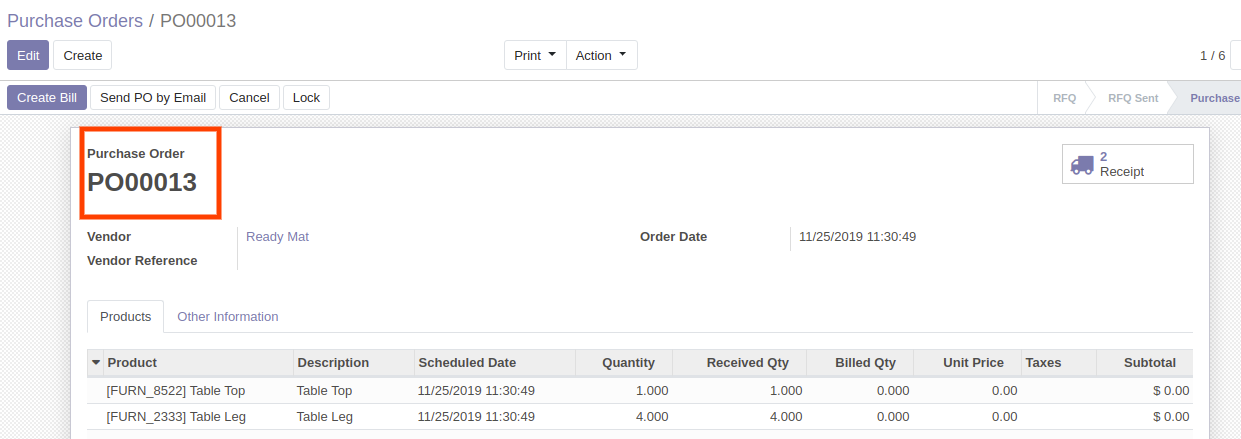 Purchase Orders / PO00013
Edit Create Print Action 1 / 6
Create Bill Send PO by Email Cancel Lock RFQ RFQ Sent Purchase
Purchase Order
PO00013
2
Receipt
Vendor Ready Mat Order Date 11/25/2019 11:30:49
Vendor Reference
Products Other Information
Product Description Scheduled Date Quantity Received Qty Billed Qty Unit Price Taxes Subtotal
[FURN_8522] Table Top Table Top 11/25/2019 11:30:49 1.000 1.000 0.000 0.00 $ 0.00
[FURN_2333] Table Leg Table Leg 11/25/2019 11:30:49 4.000 4.000 0.000 0.00 $ 0.00